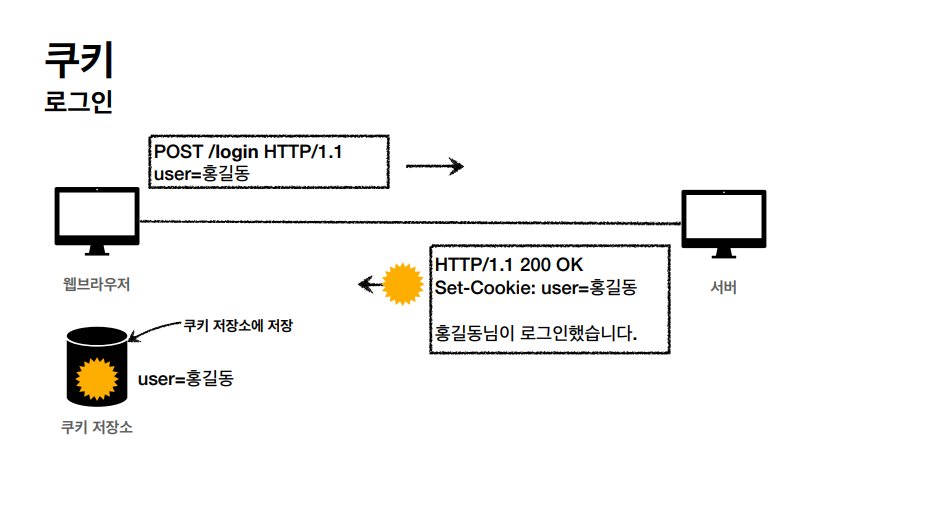 쿠키
로그인
POST /login HTTP/1.1
user=홍길동
HTTP/1.1 200 OK
Set-Cookie: user=홍길동
홍길동님이 로그인했습니다.
웹브라우저
서버
쿠키 저장소에 저장
user=홍길동
쿠키 저장소